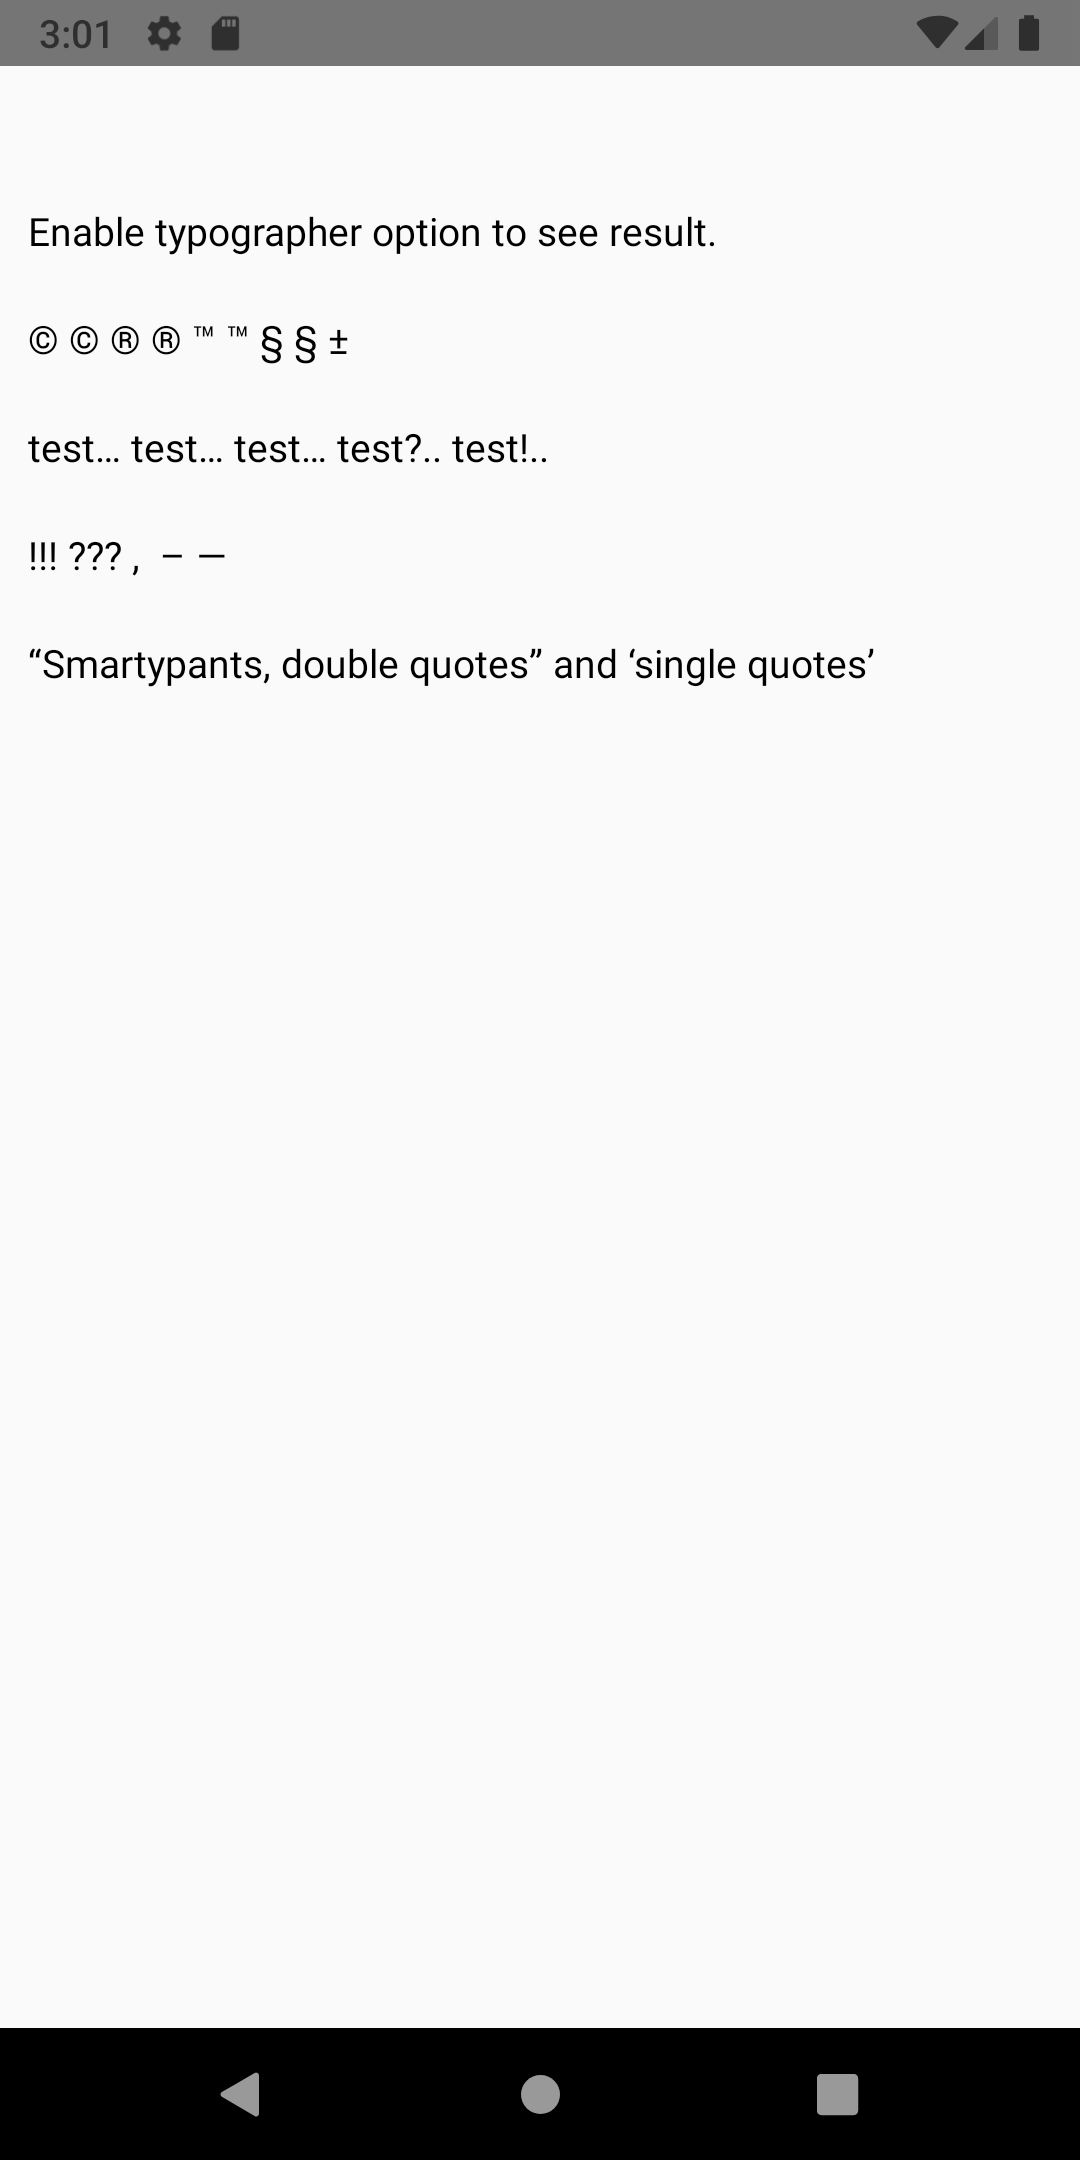 3:01
Enable typographer option to see result.
© © ® ® ™ ™ § § ±
test… test… test… test?.. test!..
!!! ??? ,  – —
“Smartypants, double quotes” and ‘single quotes’